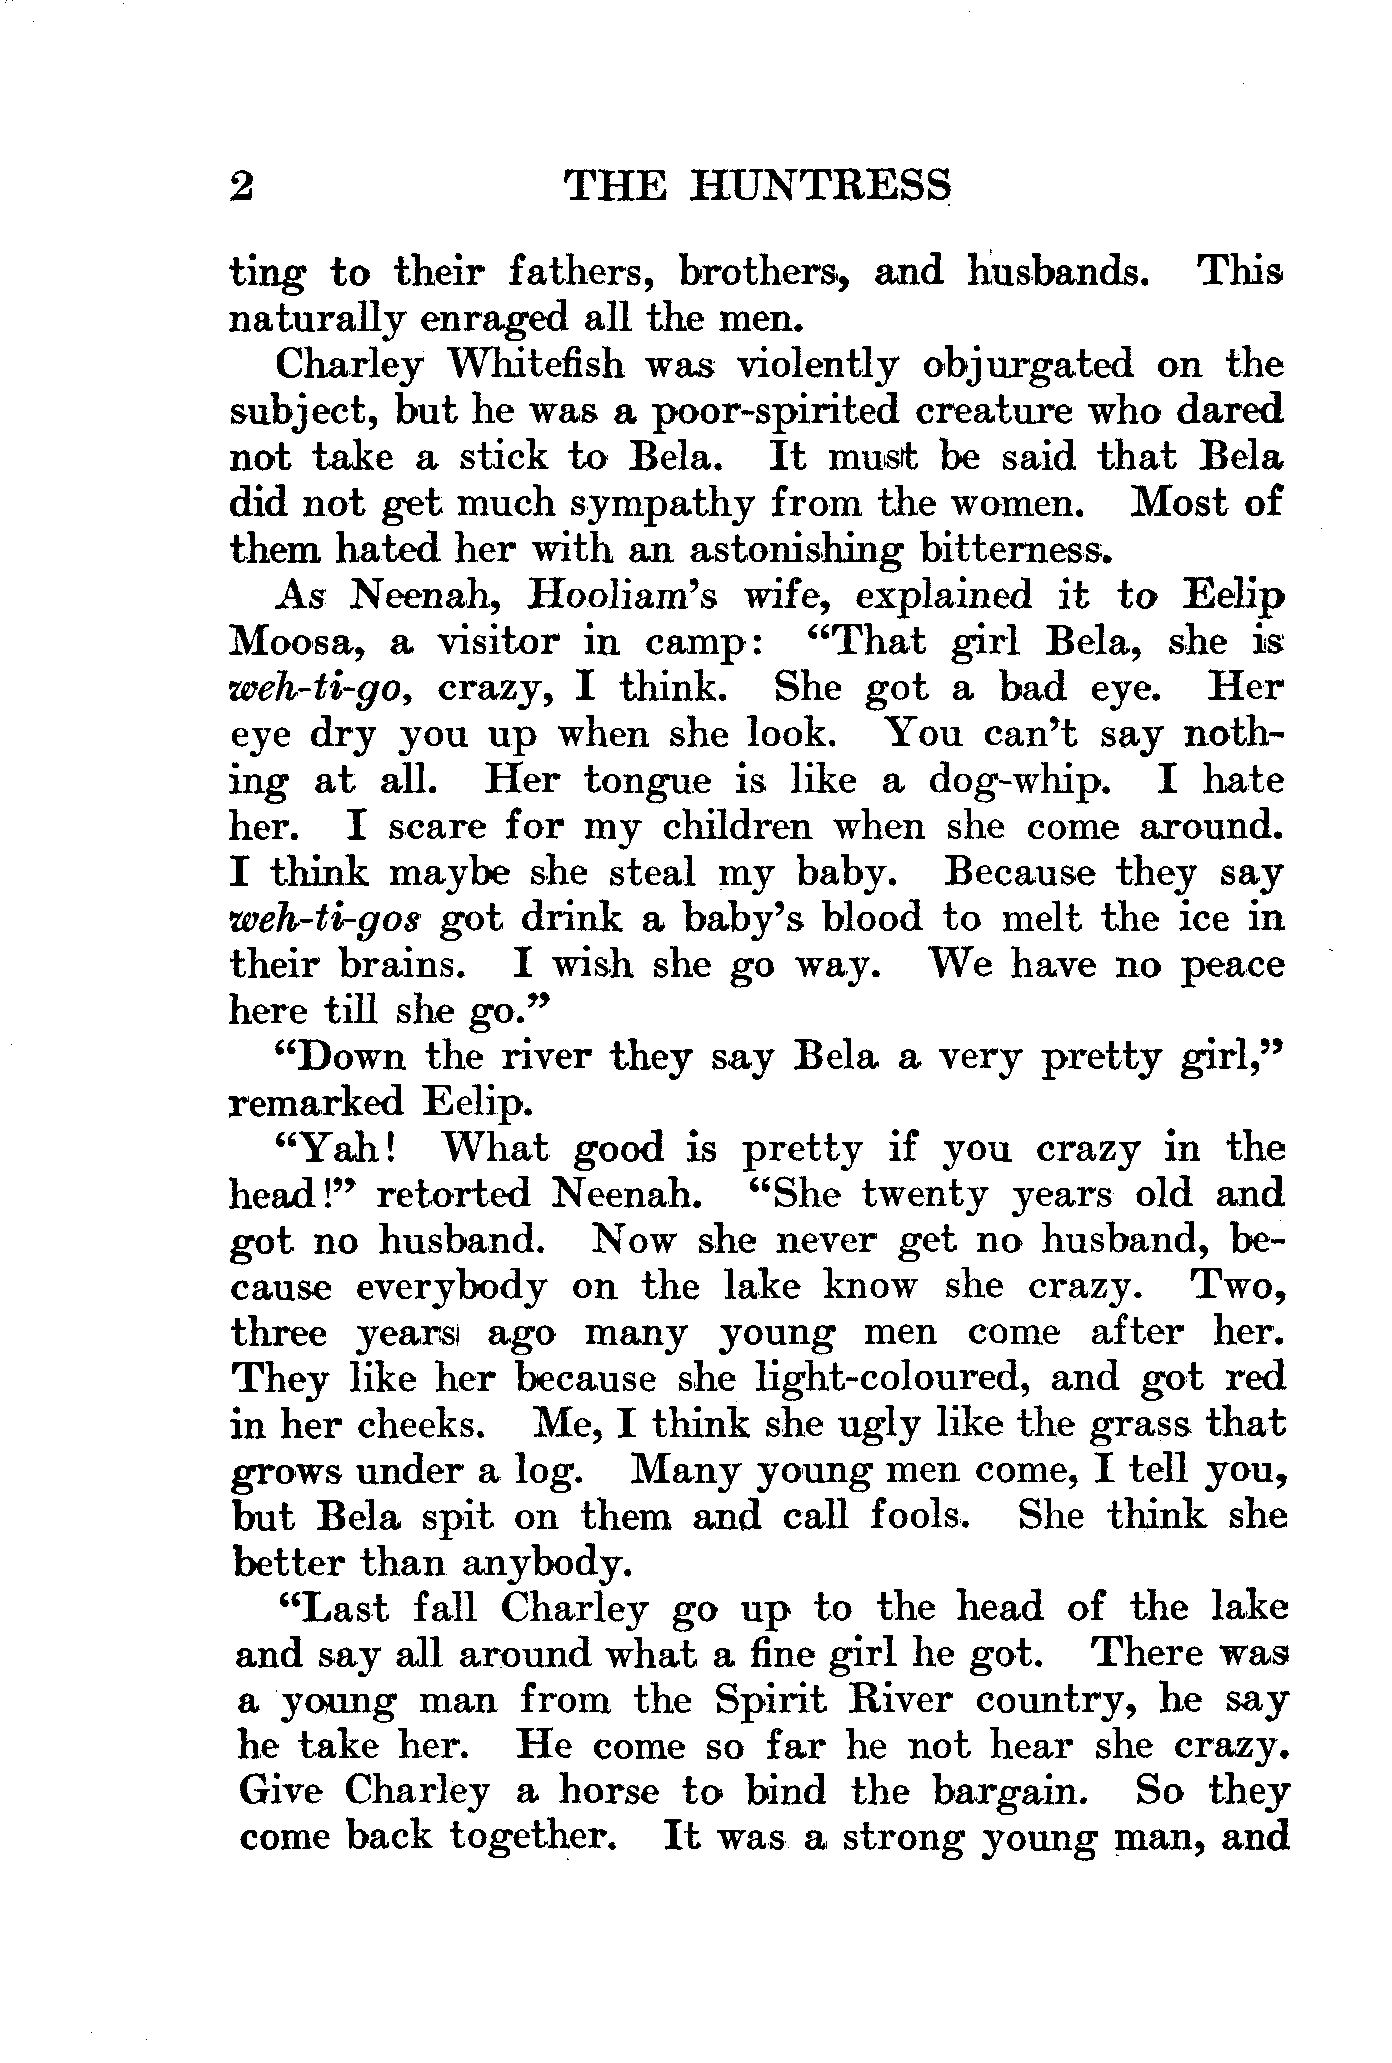 2 THE HUNTRESS
ting to their fathers, brothers, and husbands. This
naturally enraged all the men.
Charley Whitefish was violently objurgated on the
subject, but he was a poor-spirited creature who dared
not take a stick to Bela. It must be said that Bela
did not get much sympathy from the women. Most of
them hated her with an astonishing bitterness.
As Neenah, Hooliam's wife, explained it to Eelip
Moosa, a visitor in camp: "That girl Bela, she is
weh-ti-go, crazy, I think. She got a bad eye. Her
eye dry you up when she look. You can't say noth-
ing at all. Her tongue is like a dog-whip. I hate
her. I scare for my children when she come around.
I think maybe she steal my baby. Because they say
weh-ti-gos got drink a baby's blood to melt the ice in
their brains. I wish she go way. We have no peace
here till she go."
"Down the river they say Bela a very pretty girl,"
remarked Eelip.
"Yah! What good is pretty if you crazy in the
head!" retorted Neenah. "She twenty years old and
got no husband. Now she never get no husband, be-
cause everybody on the lake know she crazy. Two,
three years ago many young men come after her.
They like her because she light-coloured, and got red
in her cheeks. Me, I think she ugly like the grass that
grows under a log. Many young men come, I tell you,
but Bela spit on them and call fools. She think she
better than anybody.
"Last fall Charley go up to the head of the lake
and say all around what a fine girl he got. There was
a young man from the Spirit River country, he say
he take her. He come so far he not hear she crazy.
Give Charley a horse to bind the bargain. So they
come back together. It was a strong young man, and